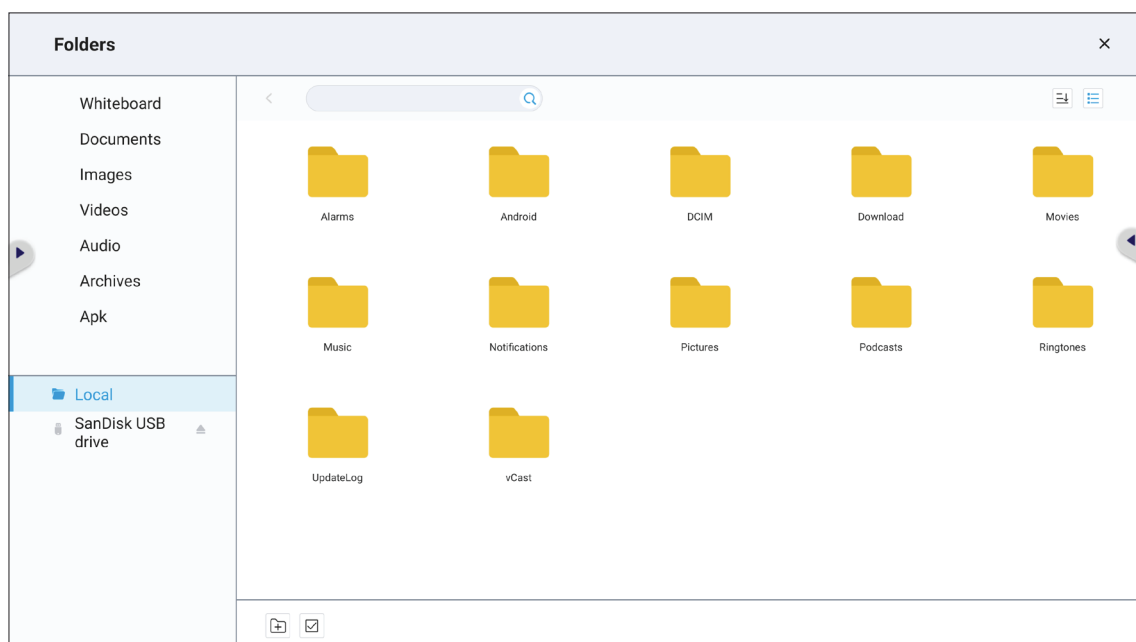 Folders
Whiteboard
Documents
Images
Videos
Audio
Archives
Apk
Local
SanDisk USB
drive
Alarms
Android
DCIM
Download
Movies
Music
Notifications
Pictures
Podcasts
Ringtones
UpdateLog
vCast